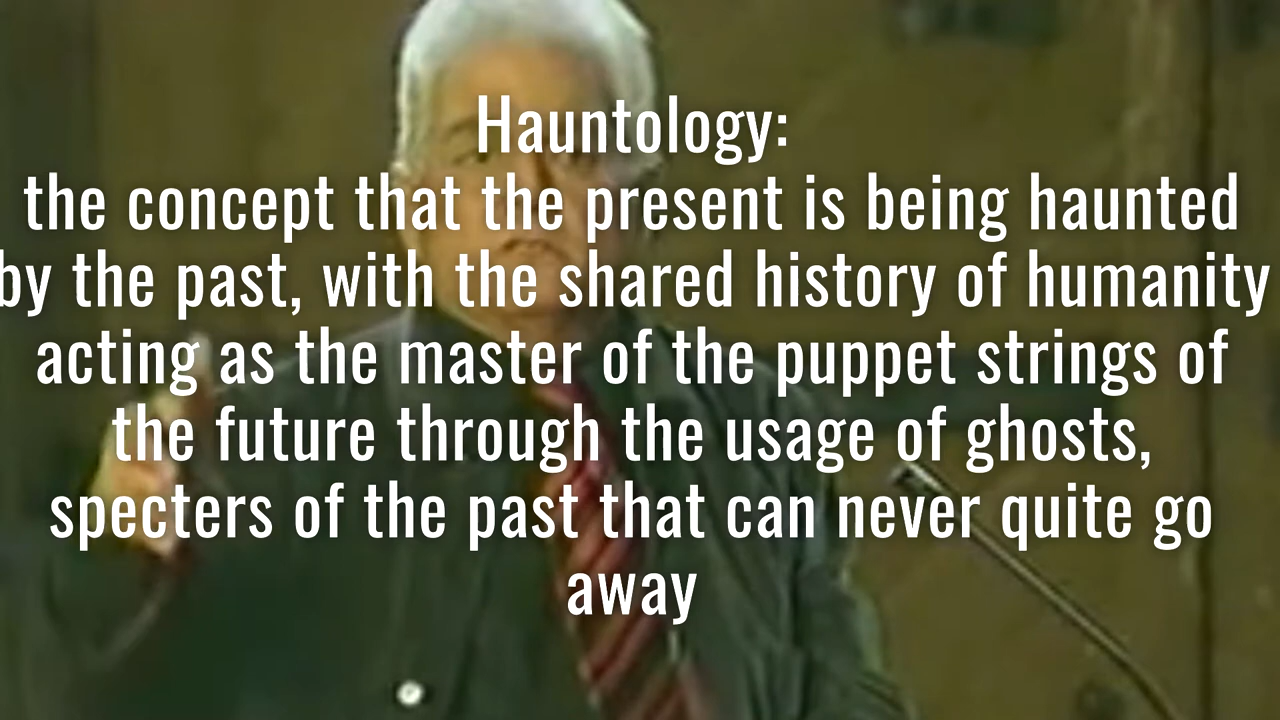 Hauntology:
the concept that the present is being haunted
by the past, with the shared history of humanity
acting as the master of the puppet strings of
the future through the usage of ghosts,
specters of the past that can never quite go
away